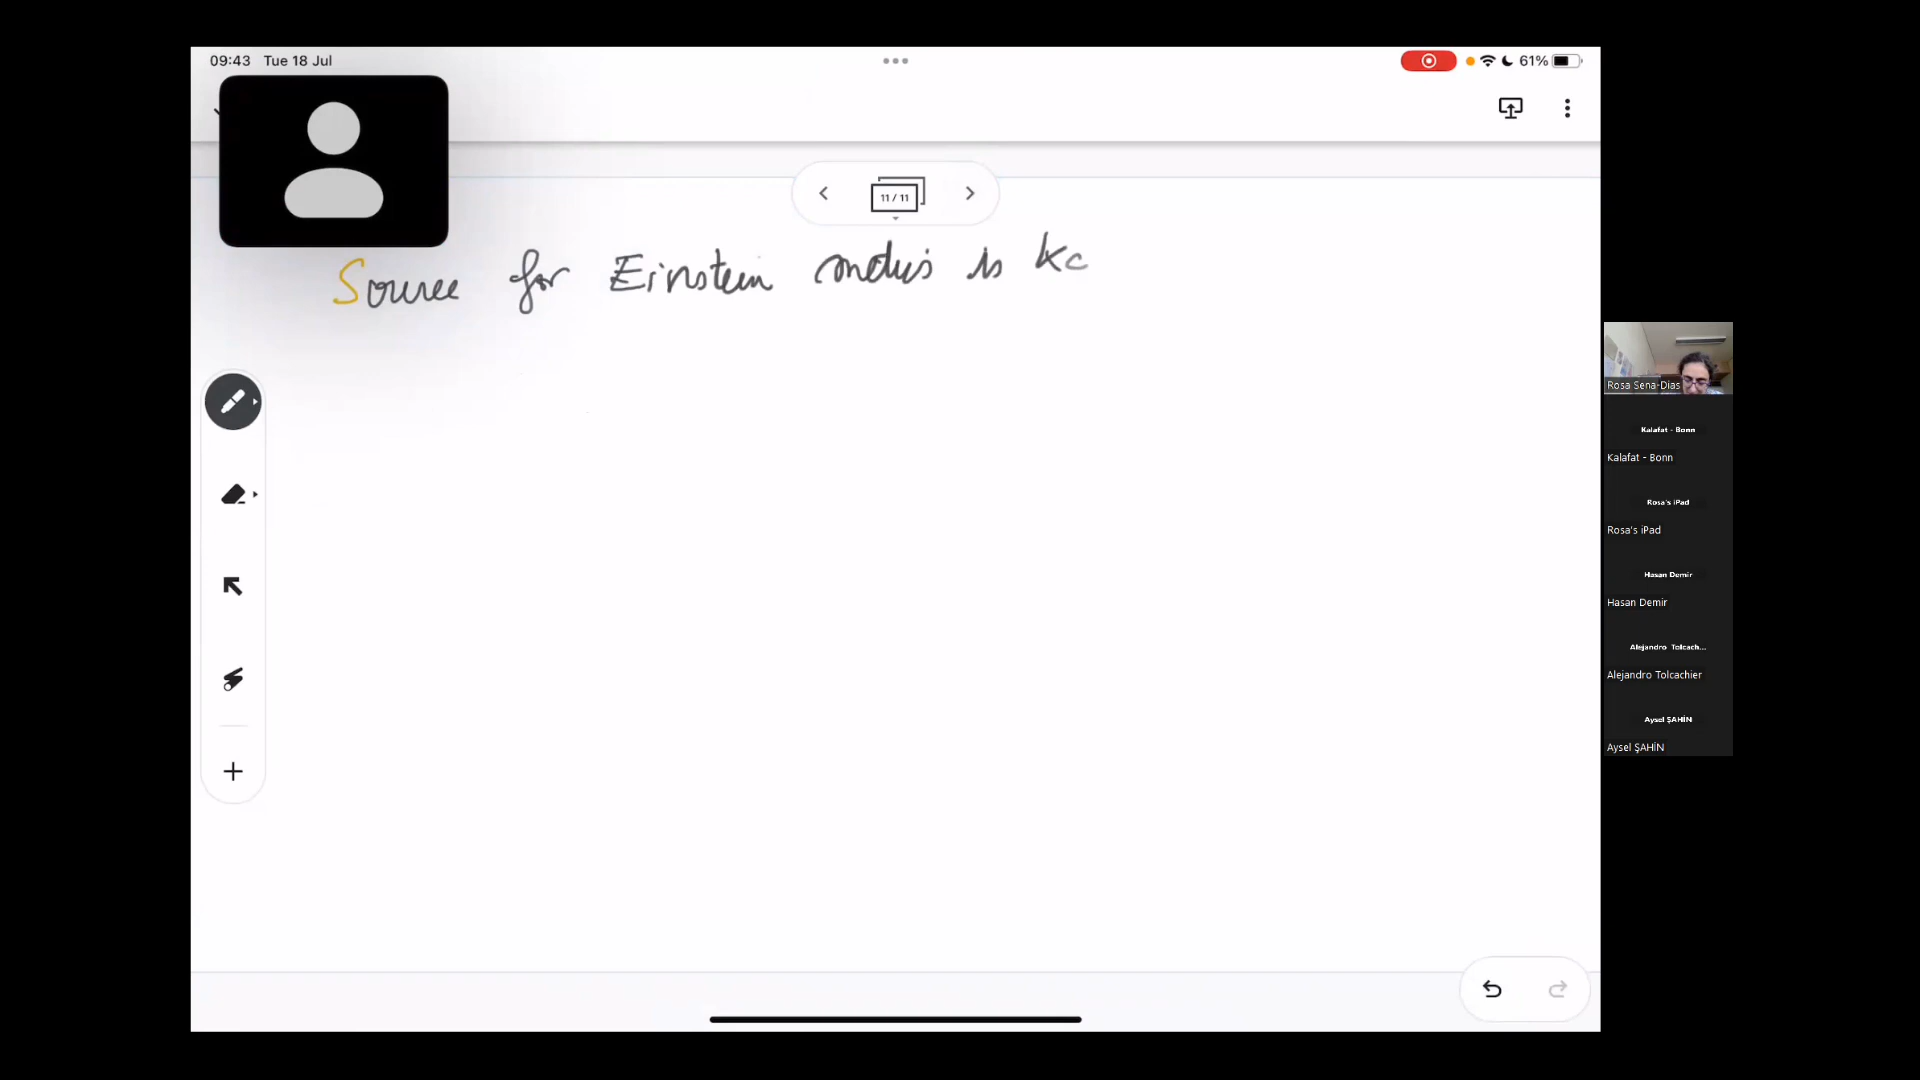 09:43 Tue 18 Jul
61%
11 / 11
Source for Einstein metrics is Ka
Rosa Sena-Dias
Kalafat - Bonn
Kalafat - Bonn
Rosa's iPad
Rosa's iPad
Hasan Demir
Hasan Demir
Alejandro Tolcach...
Alejandro Tolcachier
Aysel ŞAHİN
Aysel ŞAHİN